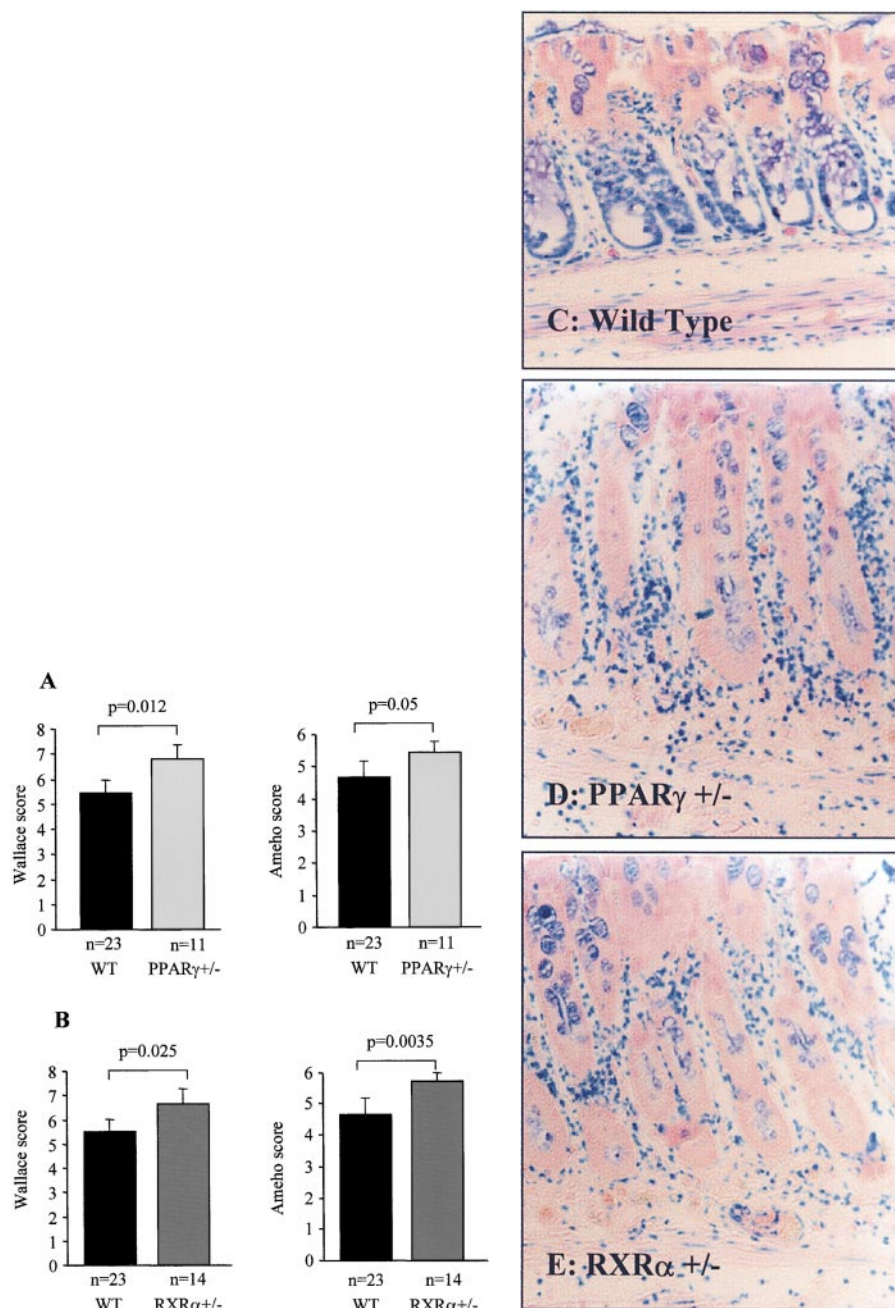 C: Wild Type
D: PPARγ +/-
E: RXRα +/-
A
p=0.012
8
7
6
5
4
3
2
1
0
Wallace score
n=23 n=11
WT PPARγ+/-
p=0.05
6
5
4
3
2
1
0
Ameho score
n=23 n=11
WT PPARγ+/-
B
p=0.025
8
7
6
5
4
3
2
1
0
Wallace score
n=23 n=14
WT RXRα+/-
p=0.0035
6
5
4
3
2
1
0
Ameho score
n=23 n=14
WT RXRα+/-